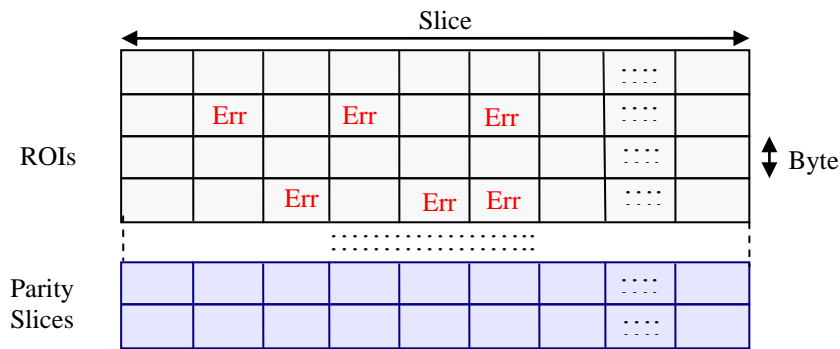 Slice
Err Err Err
ROIs
Byte
Err Err Err
Parity
Slices